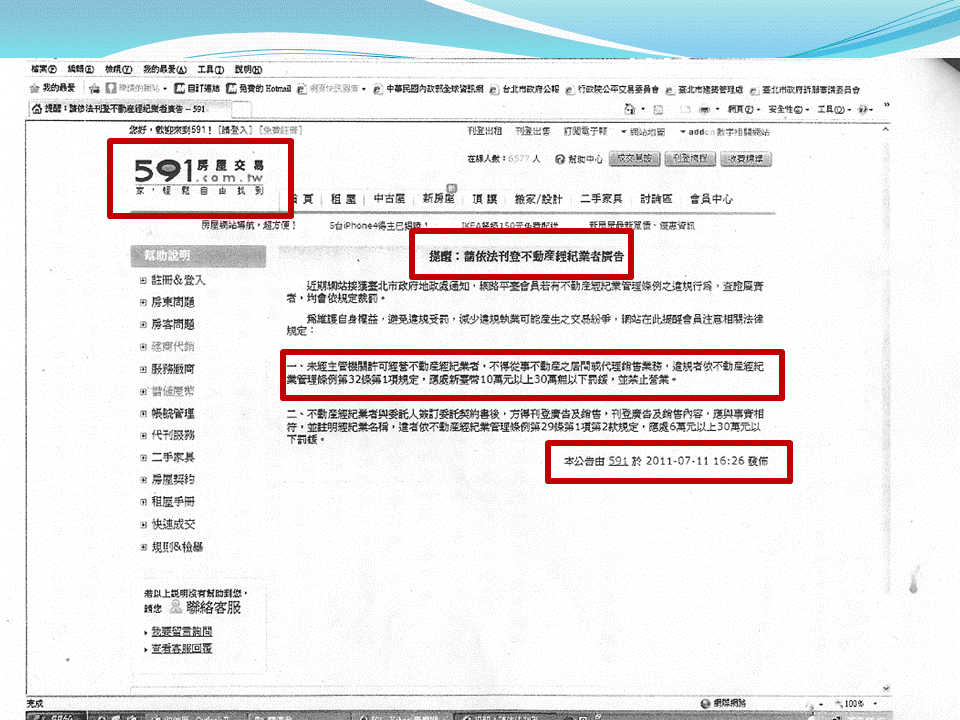 檔案(F) 編輯(E) 檢視(V) 我的最愛(A) 工具(T) 說明(H)
我的最愛 建議的網站 自訂連結 免費的 Hotmail 網頁快訊圖庫 中華民國內政部全球資訊網 台北市政府公報 行政院公平交易委員會 臺北市建築管理處 臺北市政府訴願審議委員會
提醒：請依法刊登不動產經紀業者廣告 -- 591
網頁(P) 安全性(S) 工具(O)
您好，歡迎來到591！ [請登入] [免費註冊]
刊登出租 刊登出售 訂閱電子報 網站地圖 addcn 數字相關網站
591 房屋交易
.com.tw
家，輕鬆自由找到
在線人數：6577 人 幫助中心 刊登流程 收費標準
首頁 租屋 中古屋 新房屋 頂讓 搬家/設計 二手家具 討論區 會員中心
房屋網站導航，超方便！ 5台iPhone4得主已揭曉！
幫助說明
註冊&登入
房東問題
房客問題
建商代銷
服務廠商
儲值屋幣
帳號管理
代刊服務
二手家具
房屋契約
租屋手冊
快速成交
規則&檢舉
若以上說明沒有幫助到您，
請您 聯絡客服
我要留言詢問
查看客服回覆
提醒：請依法刊登不動產經紀業者廣告
近期網站接獲臺北市政府地政處通知，網路平臺會員若有不動產經紀業管理條例之違規行為，查證屬實
者，均會依規定裁罰。
為維護自身權益，避免違規受罰，減少違規執業可能產生之交易紛爭，網站在此提醒會員注意相關法律
規定：
一、未經主管機關許可經營不動產經紀業者，不得從事不動產之居間或代理銷售業務，違規者依不動產經紀
業管理條例第32條第1項規定，應處新臺幣10萬元以上30萬無以下罰鍰，並禁止營業。
二、不動產經紀業者與委託人簽訂委託契約書後，方得刊登廣告及銷售，刊登廣告及銷售內容，應與事實相
符，並註明經紀業名稱，違者依不動產經紀業管理條例第29條第1項第2款規定，應處6萬元以上30萬元以
下罰鍰。
本公告由 591 於 2011-07-11 16:26 發佈
完成
網際網路
100%